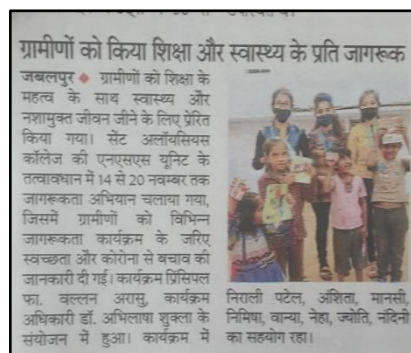 ग्रामीणों को किया शिक्षा और स्वास्थ्य के प्रति जागरूक
जबलपुर ◆ ग्रामीणों को शिक्षा के
महत्व के साथ स्वास्थ्य और
नशामुक्त जीवन जीने के लिए प्रेरित
किया गया। सेंट अलॉयसियस
कॉलेज की एनएसएस यूनिट के
तत्वावधान में 14 से 20 नवम्बर तक
जागरूकता अभियान चलाया गया,
जिसमें ग्रामीणों को विभिन्न
जागरूकता कार्यक्रम के जरिए
स्वच्छता और कोरोना से बचाव की
जानकारी दी गई। कार्यक्रम प्रिंसिपल
फा. वल्लन अरासु, कार्यक्रम
अधिकारी डॉ. अभिलाषा शुक्ला के
संयोजन में हुआ। कार्यक्रम में
निराली पटेल, अंशिता, मानसी,
निमिषा, वान्या, नेहा, ज्योति, नंदिनी
का सहयोग रहा।